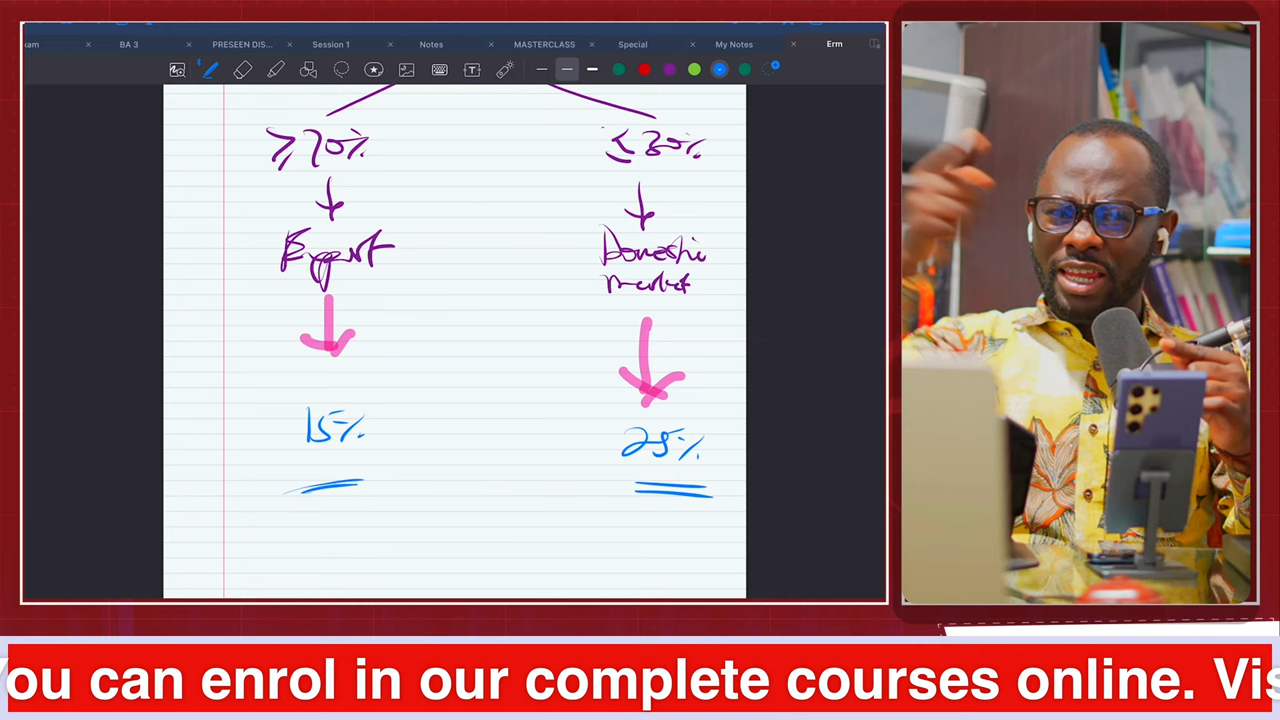 am
BA 3
PRESEEN DIS...
Session 1
Notes
MASTERCLASS
Special
My Notes
Erm
≥70%
≤30%
Export
Domestic
market
15%
25%
You can enrol in our complete courses online. Vis